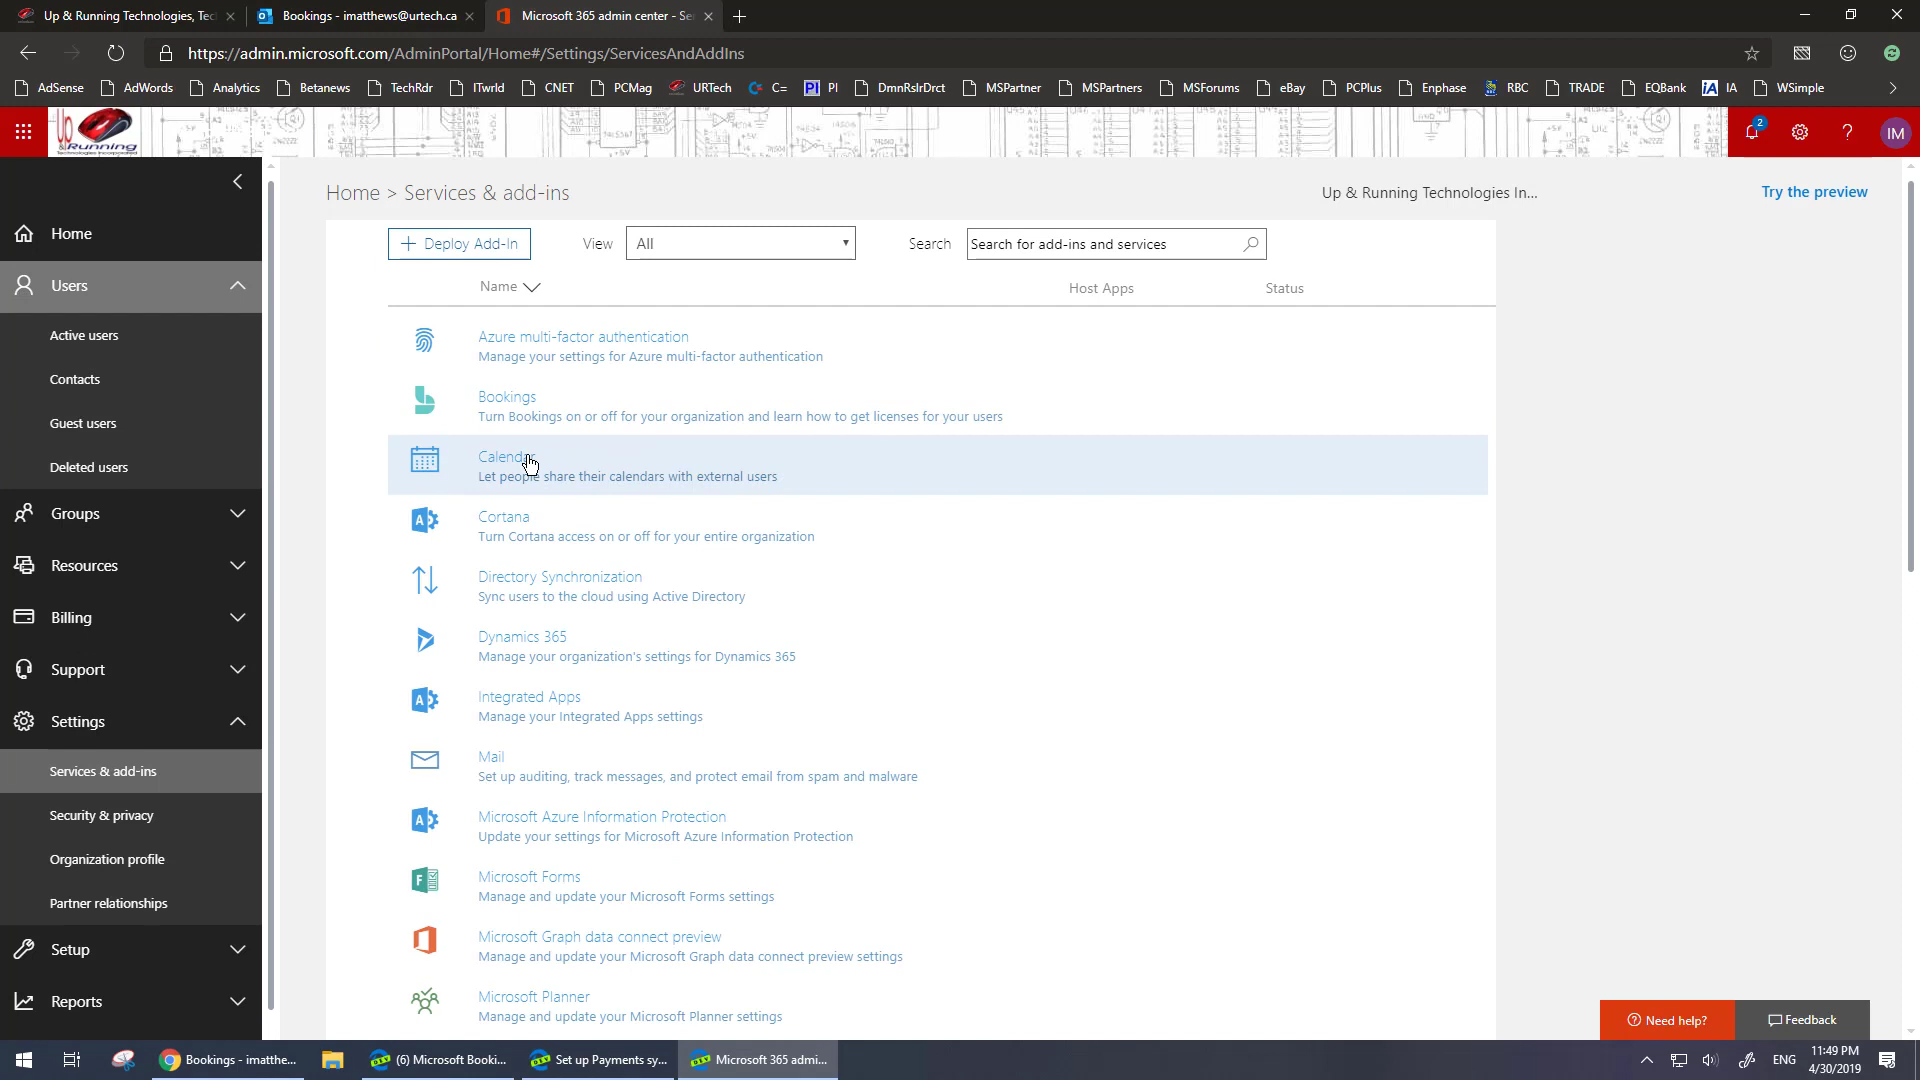 Up & Running Technologies, Tec
Bookings - imatthews@urtech.ca
Microsoft 365 admin center - Se
https://admin.microsoft.com/AdminPortal/Home#/Settings/ServicesAndAddIns
AdSense
AdWords
Analytics
Betanews
TechRdr
ITwrld
CNET
PCMag
URTech
C=
PI
PI
DmnRslrDrct
MSPartner
MSPartners
MSForums
eBay
PCPlus
Enphase
RBC
TRADE
EQBank
iA
IA
WSimple
Up
&Running
2
?
IM
Home > Services & add-ins
Up & Running Technologies In...
Try the preview
Home
Users
Active users
Contacts
Guest users
Deleted users
Groups
Resources
Billing
Support
Settings
Services & add-ins
Security & privacy
Organization profile
Partner relationships
Setup
Reports
+ Deploy Add-In
View
All
Search
Search for add-ins and services
Name
Host Apps
Status
Azure multi-factor authentication
Manage your settings for Azure multi-factor authentication
Bookings
Turn Bookings on or off for your organization and learn how to get licenses for your users
Calendar
Let people share their calendars with external users
Cortana
Turn Cortana access on or off for your entire organization
Directory Synchronization
Sync users to the cloud using Active Directory
Dynamics 365
Manage your organization's settings for Dynamics 365
Integrated Apps
Manage your Integrated Apps settings
Mail
Set up auditing, track messages, and protect email from spam and malware
Microsoft Azure Information Protection
Update your settings for Microsoft Azure Information Protection
Microsoft Forms
Manage and update your Microsoft Forms settings
Microsoft Graph data connect preview
Manage and update your Microsoft Graph data connect preview settings
Microsoft Planner
Manage and update your Microsoft Planner settings
Need help?
Feedback
Bookings - imatthe...
(6) Microsoft Booki...
Set up Payments sy...
Microsoft 365 admi...
ENG
11:49 PM
4/30/2019